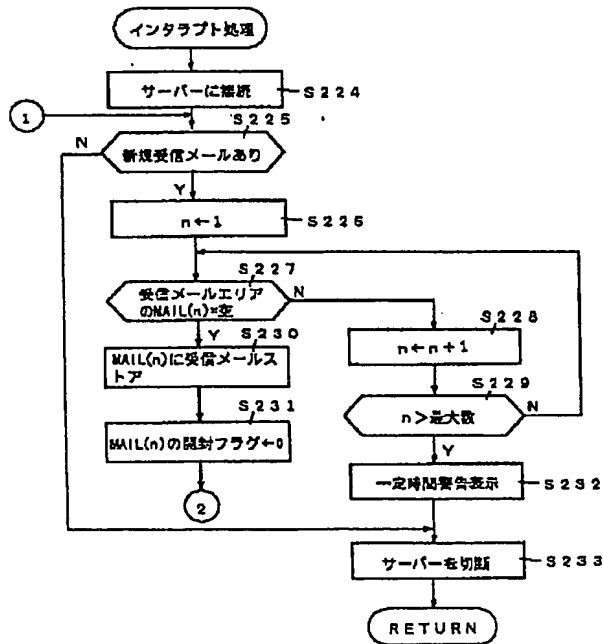 インタラプト処理
サーバーに接続
S224
1
S225
N
新規受信メールあり
Y
n←1
S226
S227
受信メールエリア
のMAIL(n)=空
N
Y
S230
MAIL(n)に受信メールス
トア
S231
MAIL(n)の開封フラグ←0
2
S228
n←n+1
S229
n>最大数
N
Y
一定時間警告表示
S232
サーバーを切断
S233
RETURN